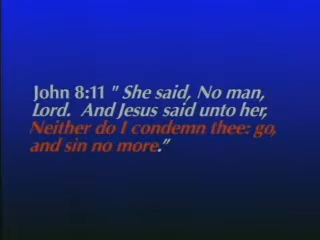 John 8:11 " She said, No man,
Lord.  And Jesus said unto her,
Neither do I condemn thee: go,
and sin no more.”